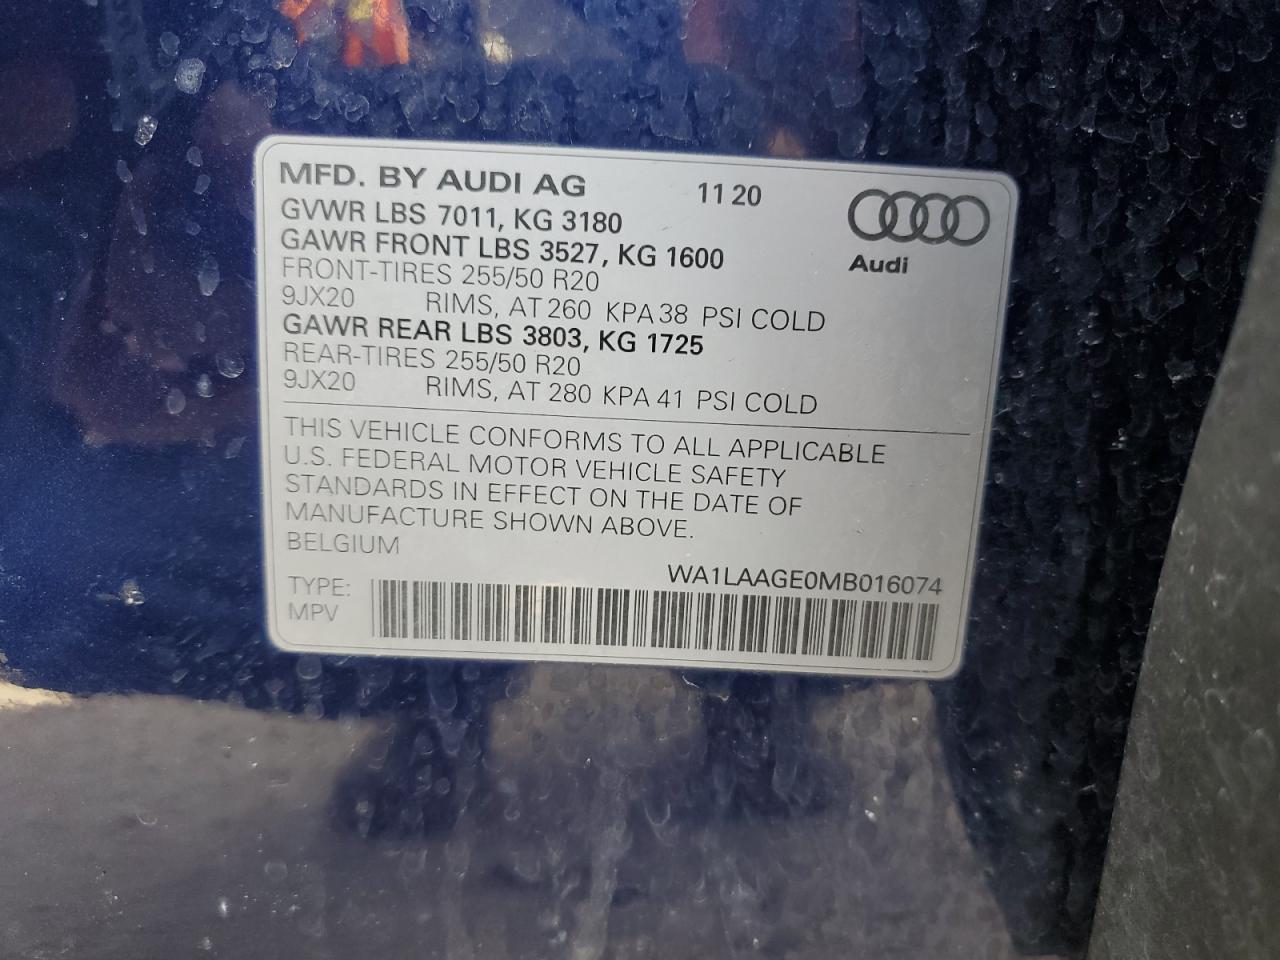 MFD. BY AUDI AG 11 20
GVWR LBS 7011, KG 3180
GAWR FRONT LBS 3527, KG 1600
FRONT-TIRES 255/50 R20
9JX20 RIMS, AT 260 KPA 38 PSI COLD
GAWR REAR LBS 3803, KG 1725
REAR-TIRES 255/50 R20
9JX20 RIMS, AT 280 KPA 41 PSI COLD
Audi
THIS VEHICLE CONFORMS TO ALL APPLICABLE
U.S. FEDERAL MOTOR VEHICLE SAFETY
STANDARDS IN EFFECT ON THE DATE OF
MANUFACTURE SHOWN ABOVE.
BELGIUM
WA1LAAGE0MB016074
TYPE:
MPV